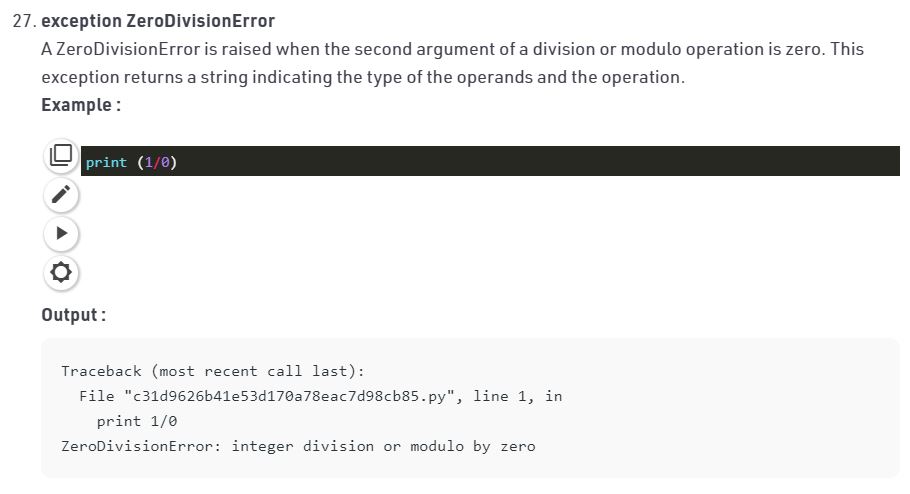 27. exception ZeroDivisionError
A ZeroDivisionError is raised when the second argument of a division or modulo operation is zero. This
exception returns a string indicating the type of the operands and the operation.
Example :
print (1/0)
Output :
Traceback (most recent call last):
  File "c31d9626b41e53d170a78eac7d98cb85.py", line 1, in
    print 1/0
ZeroDivisionError: integer division or modulo by zero